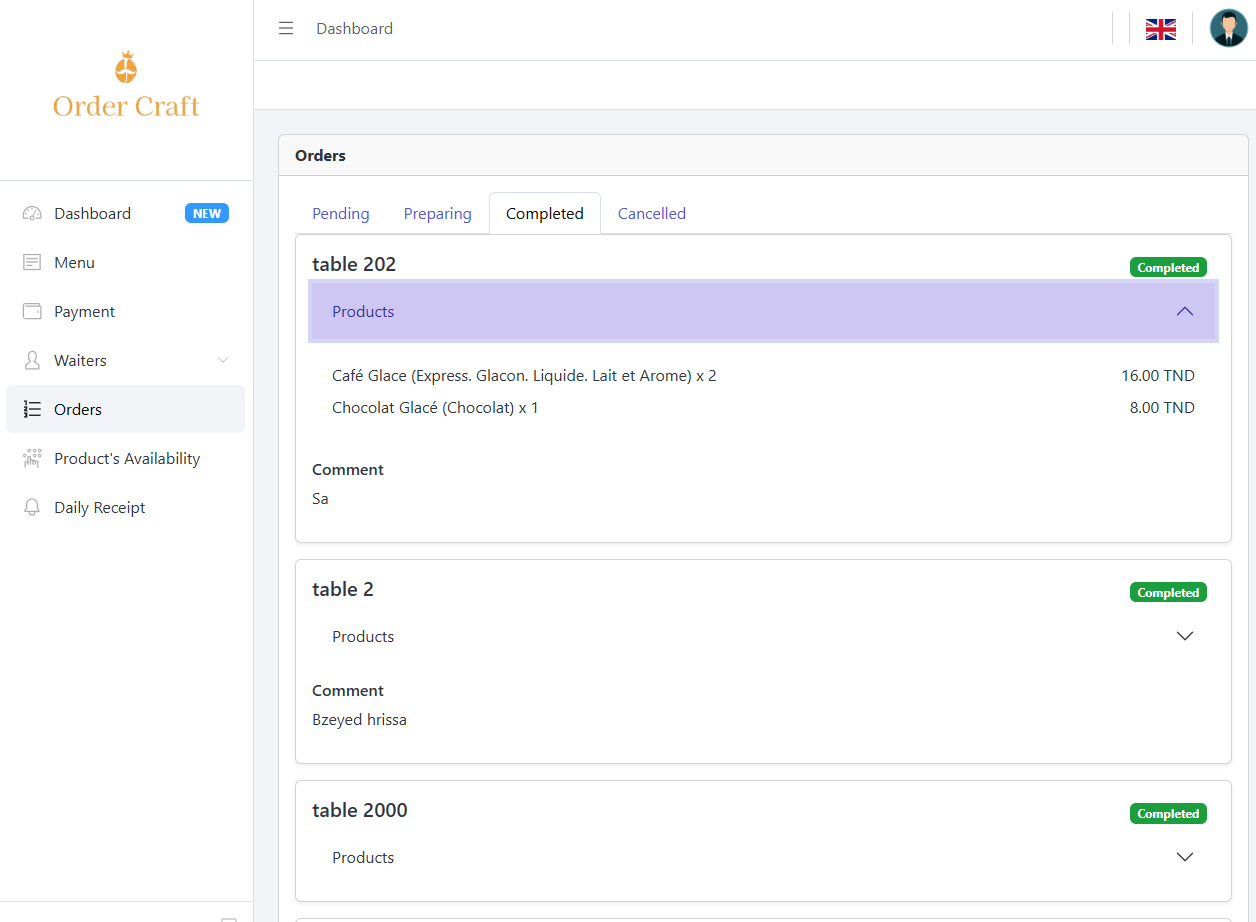 Order Craft
Dashboard NEW
Menu
Payment
Waiters
Orders
Product's Availability
Daily Receipt
Dashboard
Orders
Pending Preparing Completed Cancelled
table 202 Completed
Products
Café Glace (Express. Glacon. Liquide. Lait et Arome) x 2 16.00 TND
Chocolat Glacé (Chocolat) x 1 8.00 TND
Comment
Sa
table 2 Completed
Products
Comment
Bzeyed hrissa
table 2000 Completed
Products